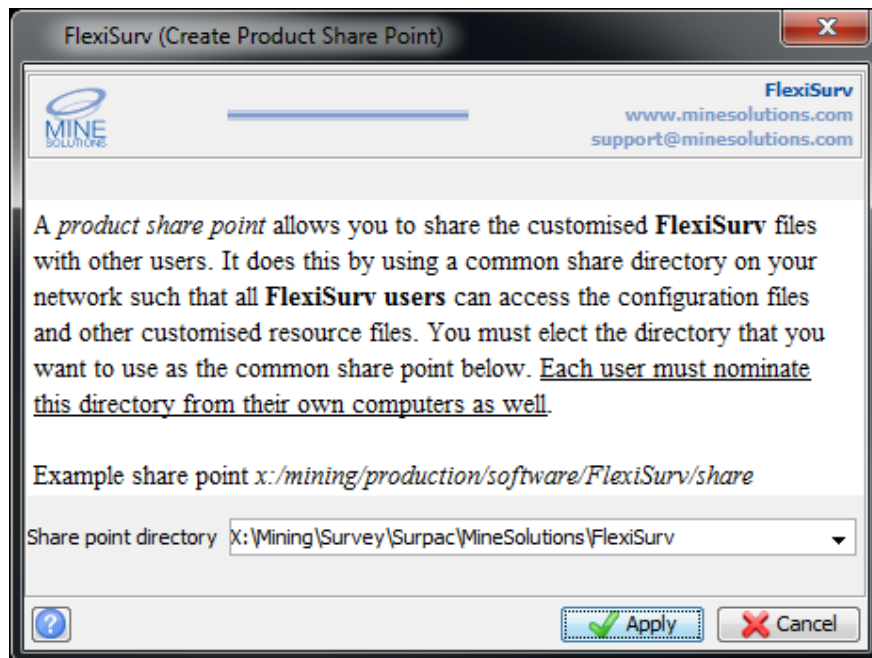 FlexiSurv (Create Product Share Point)
MINE
SOLUTIONS
FlexiSurv
www.minesolutions.com
support@minesolutions.com
A product share point allows you to share the customised FlexiSurv files
with other users. It does this by using a common share directory on your
network such that all FlexiSurv users can access the configuration files
and other customised resource files. You must elect the directory that you
want to use as the common share point below. Each user must nominate
this directory from their own computers as well.
Example share point x:/mining/production/software/FlexiSurv/share
Share point directory X:\Mining\Survey\Surpac\MineSolutions\FlexiSurv
Apply Cancel